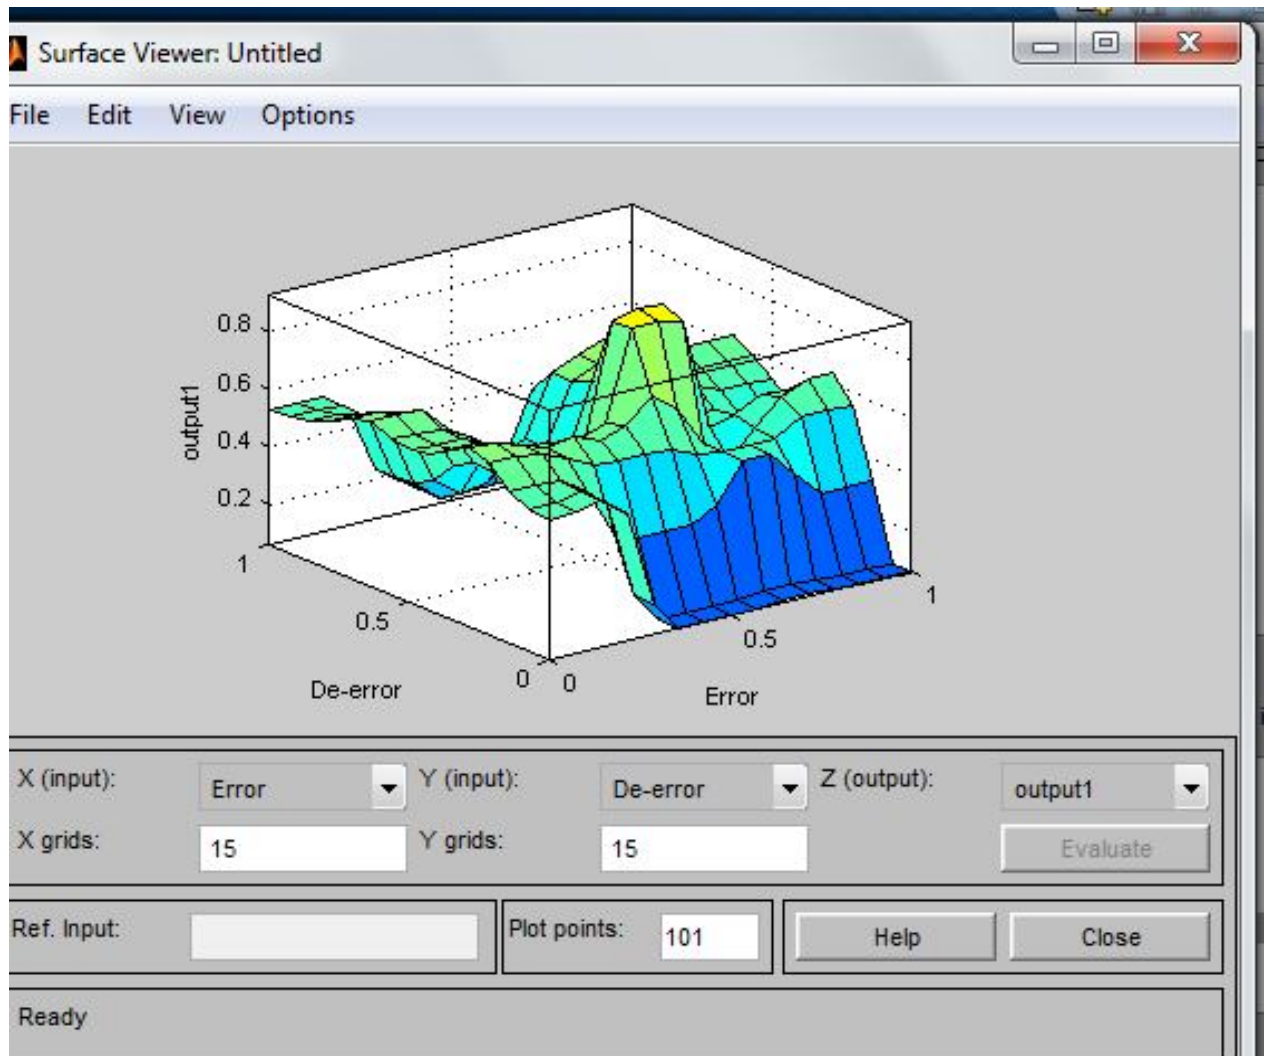 Surface Viewer: Untitled
File Edit View Options
0.8
0.6
0.4
0.2
output1
1
0.5
0
De-error
0
0.5
1
Error
X (input): Error Y (input): De-error Z (output): output1
X grids: 15 Y grids: 15 Evaluate
Ref. Input: Plot points: 101 Help Close
Ready